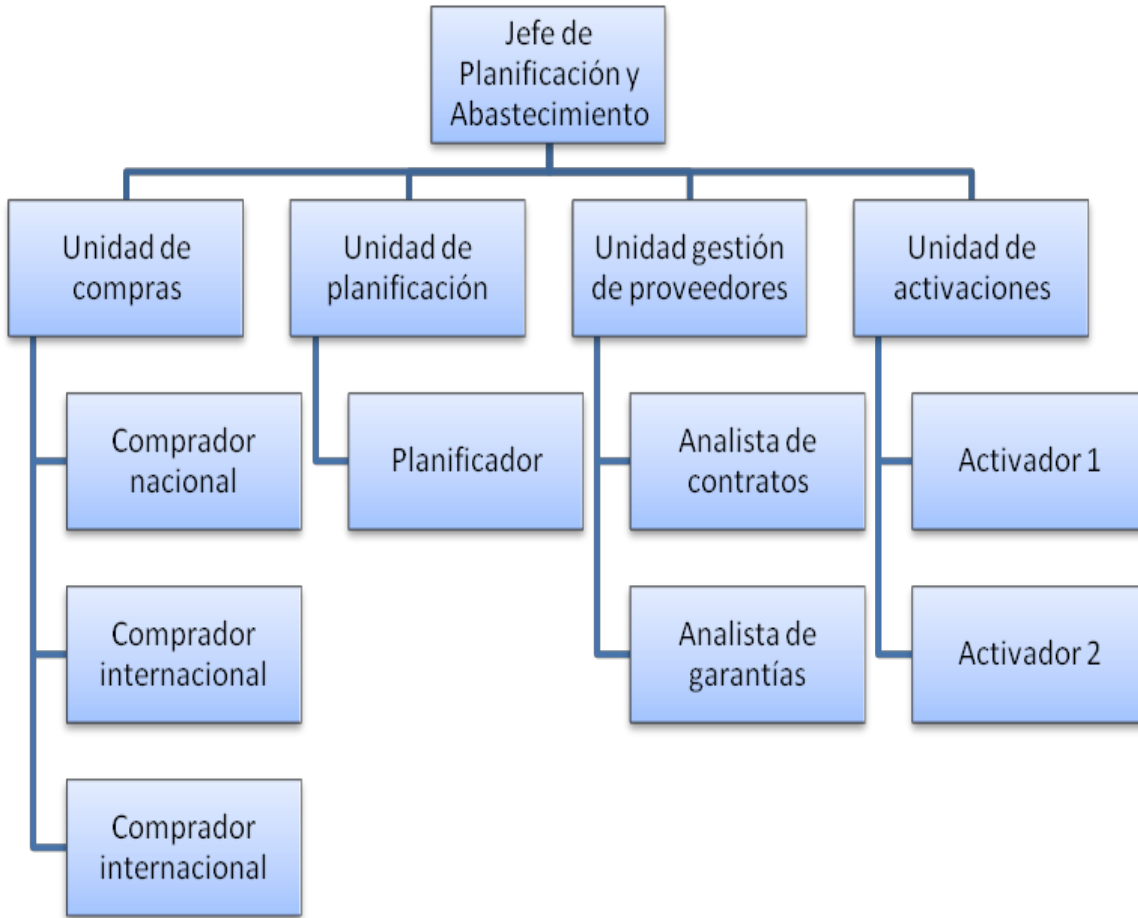 Jefe de
Planificación y
Abastecimiento
Unidad de
compras
Unidad de
planificación
Unidad gestión
de proveedores
Unidad de
activaciones
Comprador
nacional
Planificador
Analista de
contratos
Activador 1
Comprador
internacional
Analista de
garantías
Activador 2
Comprador
internacional